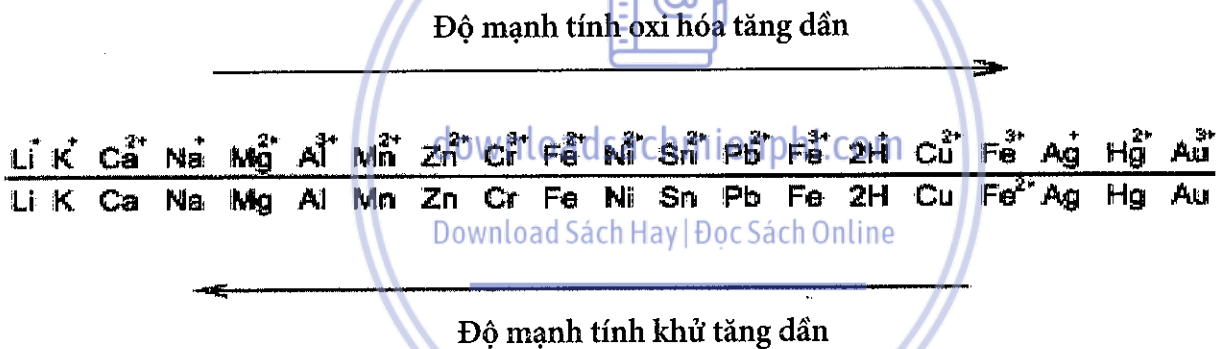 Độ mạnh tính oxi hóa tăng dần
Li⁺ K⁺ Ca²⁺ Na⁺ Mg²⁺ Al³⁺ Mn²⁺ Zn²⁺ Cr³⁺ Fe²⁺ Ni²⁺ Sn²⁺ Pb²⁺ Fe³⁺ 2H⁺ Cu²⁺ Fe³⁺ Ag⁺ Hg²⁺ Au³⁺
downloadsachmienphi.com
Li K Ca Na Mg Al Mn Zn Cr Fe Ni Sn Pb Fe 2H Cu Fe²⁺ Ag Hg Au
Download Sách Hay | Đọc Sách Online
Độ mạnh tính khử tăng dần